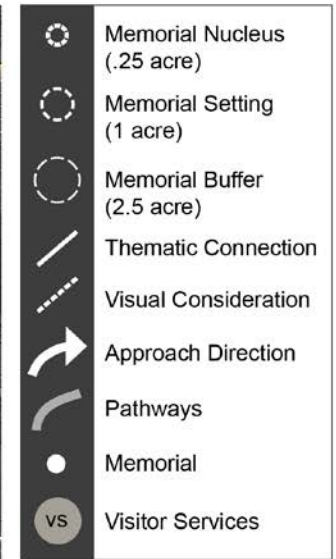 Memorial Nucleus
(.25 acre)
Memorial Setting
(1 acre)
Memorial Buffer
(2.5 acre)
Thematic Connection
Visual Consideration
Approach Direction
Pathways
Memorial
VS Visitor Services